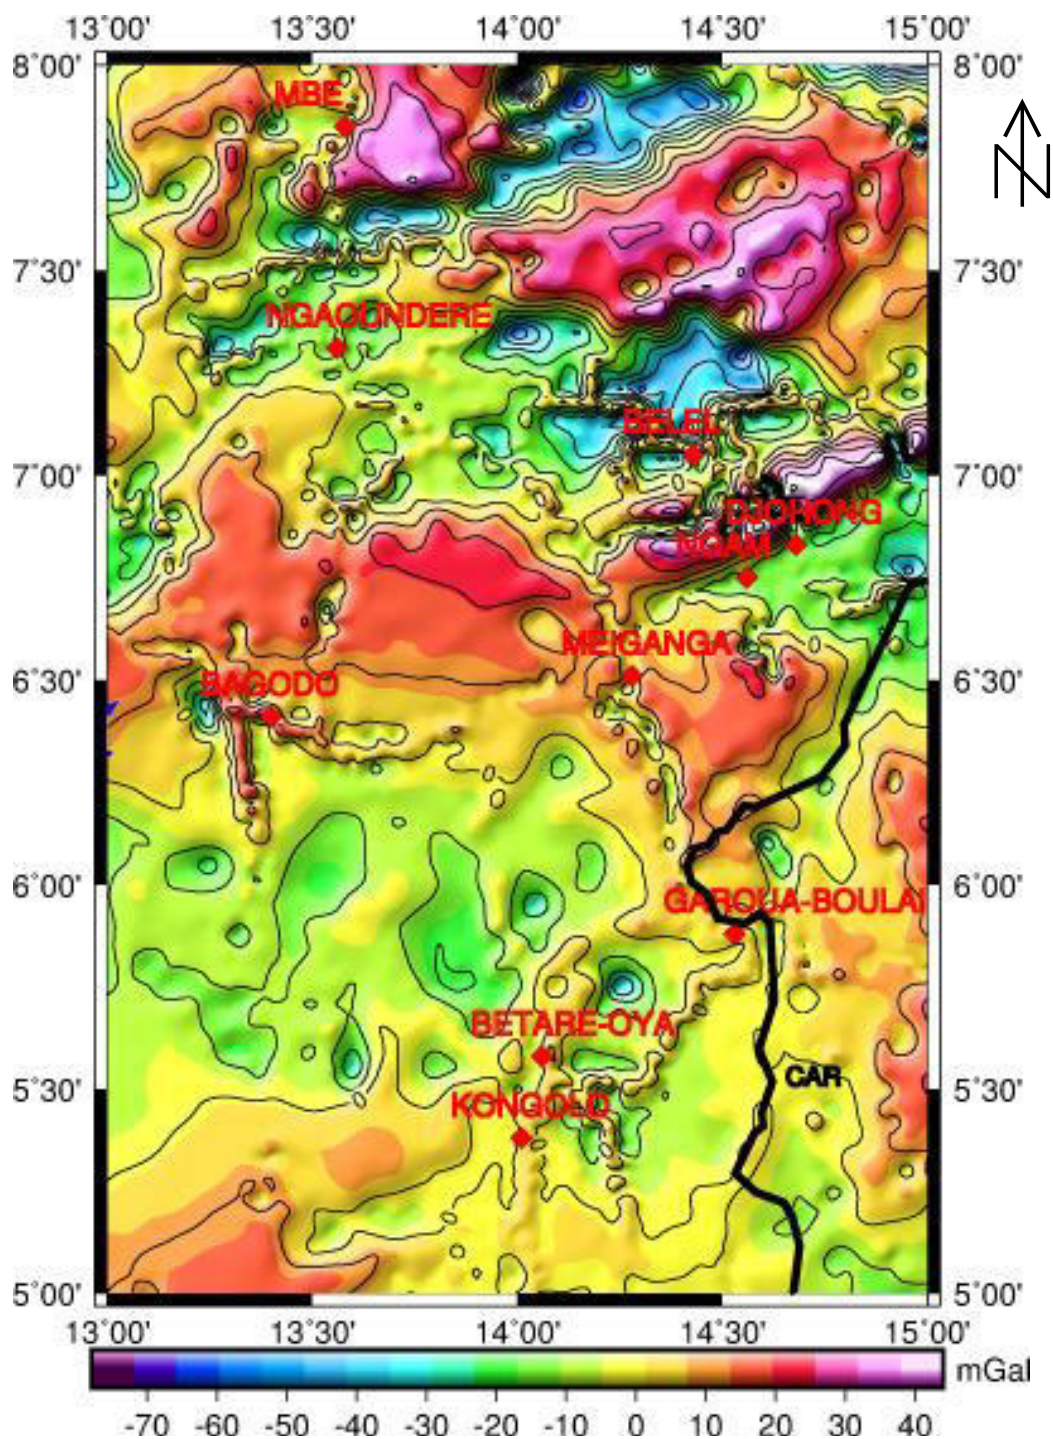 13°00' 13°30' 14°00' 14°30' 15°00'
8°00' 8°00'
MBE
N
7°30' 7°30'
NGAOUNDERE
BELEL
7°00' 7°00'
DJOHONG
NGAM
MEIGANGA
6°30' 6°30'
BAGODO
6°00' 6°00'
GAROUA-BOULAI
BETARE-OYA
CAR
5°30' 5°30'
KONGOLO
5°00' 5°00'
13°00' 13°30' 14°00' 14°30' 15°00'
mGal
-70 -60 -50 -40 -30 -20 -10 0 10 20 30 40